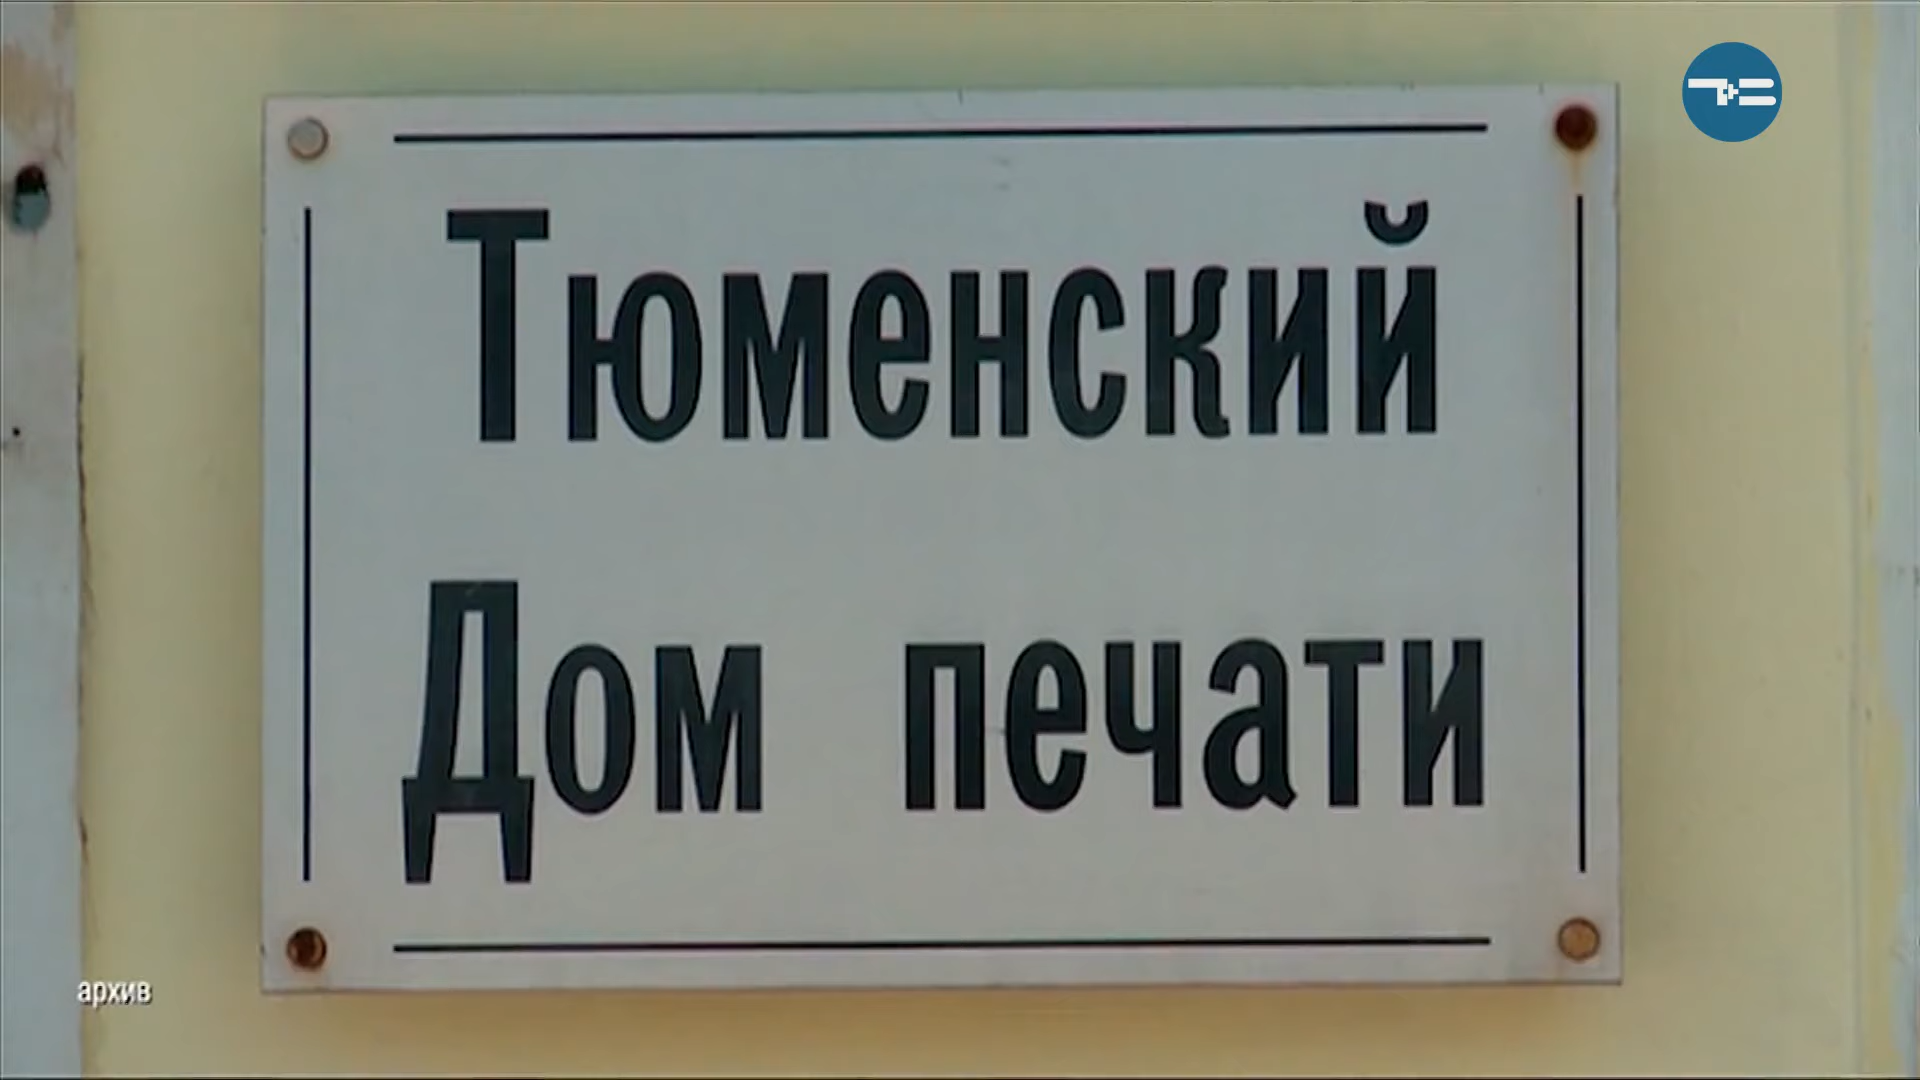 Тюменский
Дом печати
архив